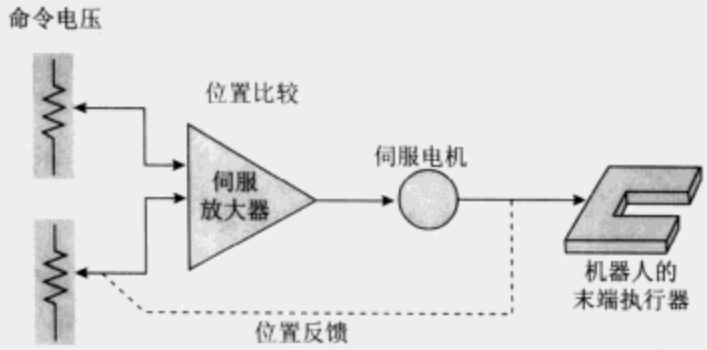 命令电压
位置比较
伺服电机
伺服
放大器
机器人的
末端执行器
位置反馈